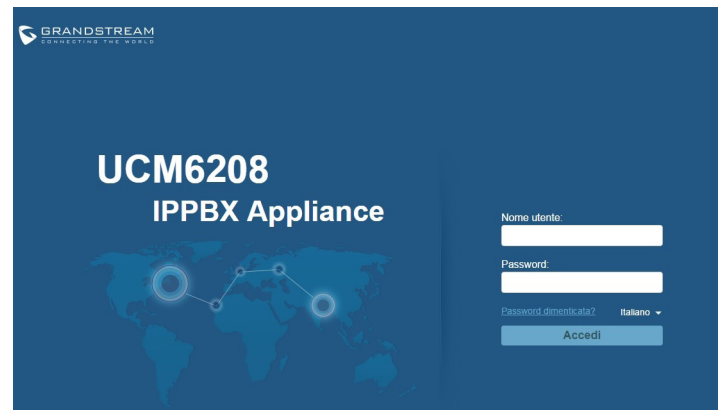 GRANDSTREAM
CONNECTING THE WORLD
UCM6208
IPPBX Appliance
Nome utente:
Password:
Password dimenticata?
Italiano
Accedi